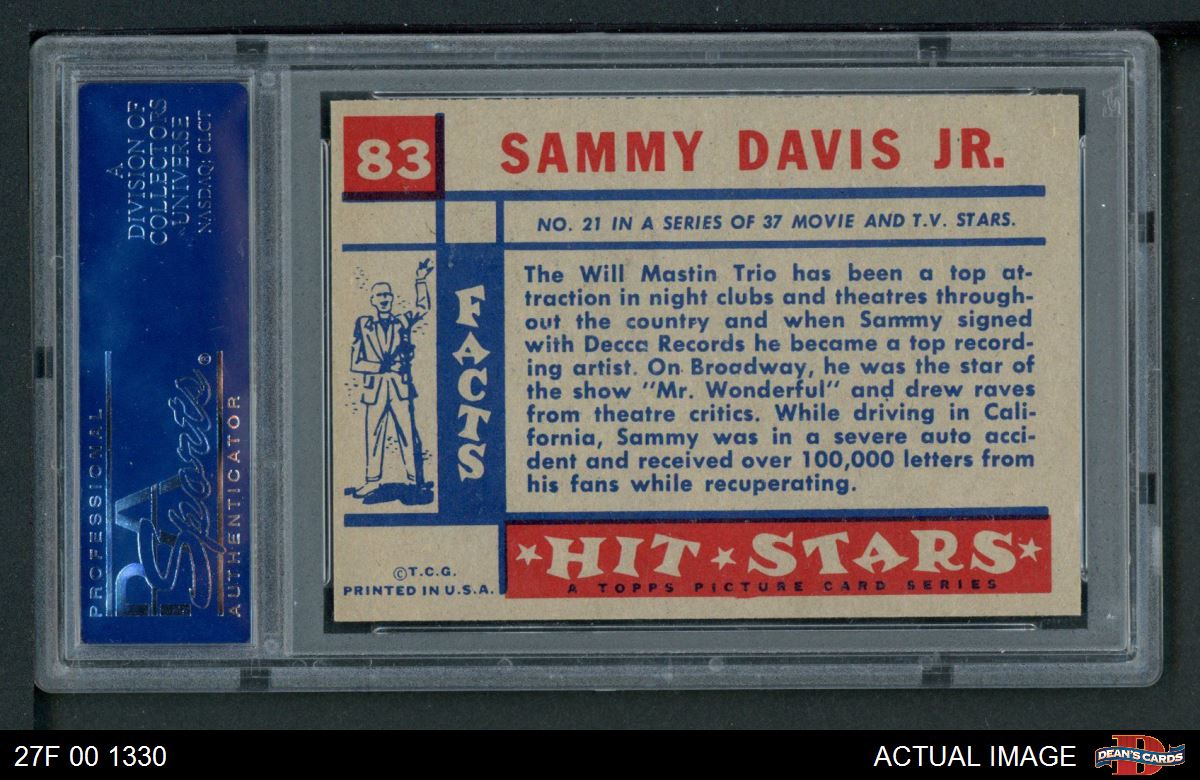 A
DIVISION OF
COLLECTORS
UNIVERSE
NASDAQ: CLCT
PROFESSIONAL
PSA
Sports®
AUTHENTICATOR
83
SAMMY DAVIS JR.
NO. 21 IN A SERIES OF 37 MOVIE AND T.V. STARS.
FACTS
The Will Mastin Trio has been a top at-
traction in night clubs and theatres through-
out the country and when Sammy signed
with Decca Records he became a top record-
ing artist. On Broadway, he was the star of
the show "Mr. Wonderful" and drew raves
from theatre critics. While driving in Cali-
fornia, Sammy was in a severe auto acci-
dent and received over 100,000 letters from
his fans while recuperating.
©T.C.G.
PRINTED IN U.S.A.
HIT STARS
A TOPPS PICTURE CARD SERIES
27F 00 1330
ACTUAL IMAGE
DEAN'S CARDS